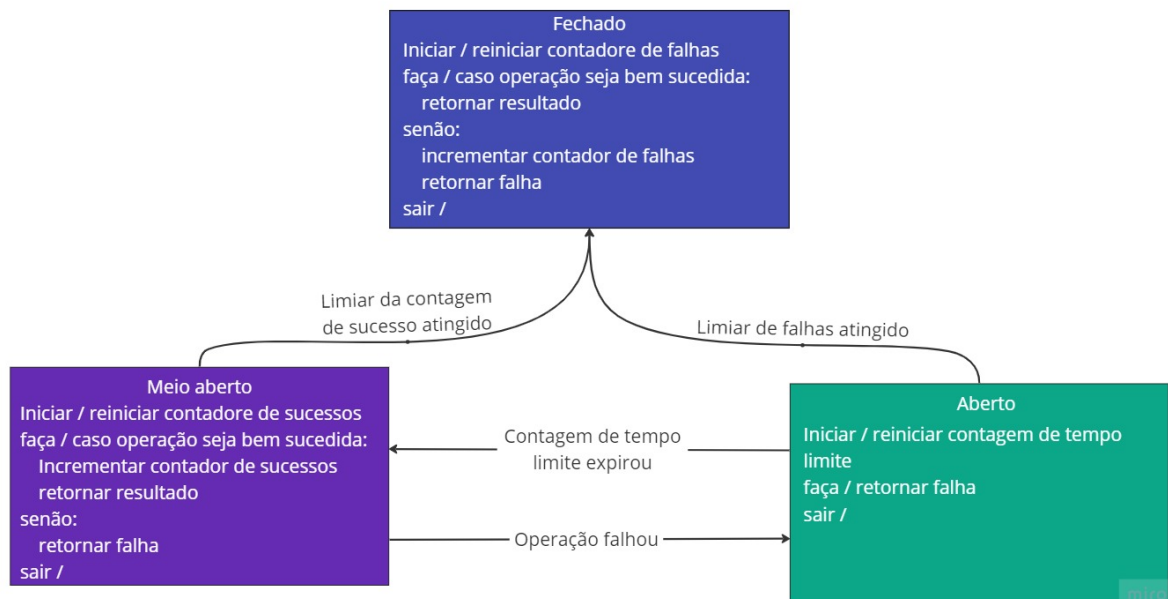 Fechado
Iniciar / reiniciar contadore de falhas
faça / caso operação seja bem sucedida:
retornar resultado
senão:
incrementar contador de falhas
retornar falha
sair /
Limiar da contagem
de sucesso atingido
Limiar de falhas atingido
Meio aberto
Iniciar / reiniciar contadore de sucessos
faça / caso operação seja bem sucedida:
Incrementar contador de sucessos
retornar resultado
senão:
retornar falha
sair /
Contagem de tempo
limite expirou
Operação falhou
Aberto
Iniciar / reiniciar contagem de tempo
limite
faça / retornar falha
sair /
miro